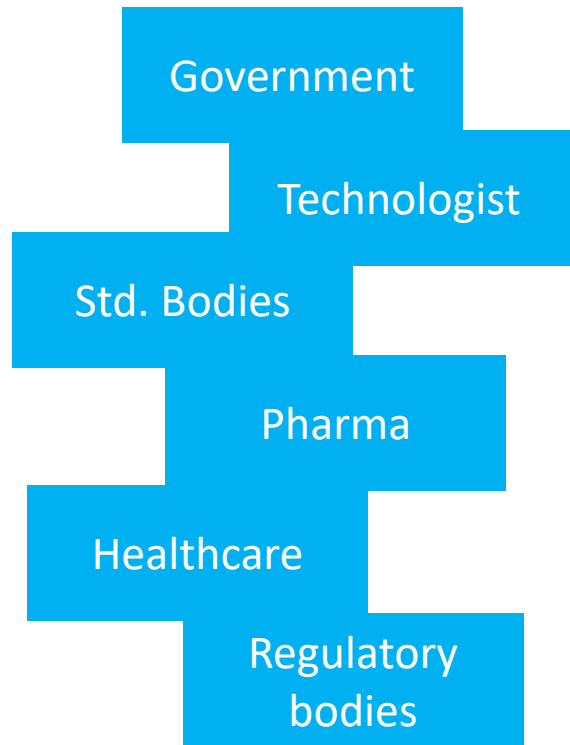 Government
Technologist
Std. Bodies
Pharma
Healthcare
Regulatory
bodies